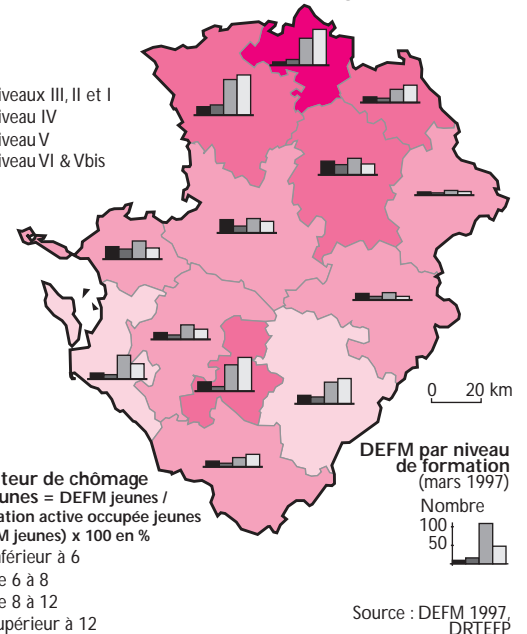 iveaux III, II et I
iveau IV
iveau V
iveau VI & Vbis
0 20 km
DEFM par niveau
de formation
(mars 1997)
Nombre
100
50
teur de chômage
unes = DEFM jeunes /
ation active occupée jeunes
M jeunes) x 100 en %
férieur à 6
e 6 à 8
e 8 à 12
upérieur à 12
Source : DEFM 1997,
DRTEFP